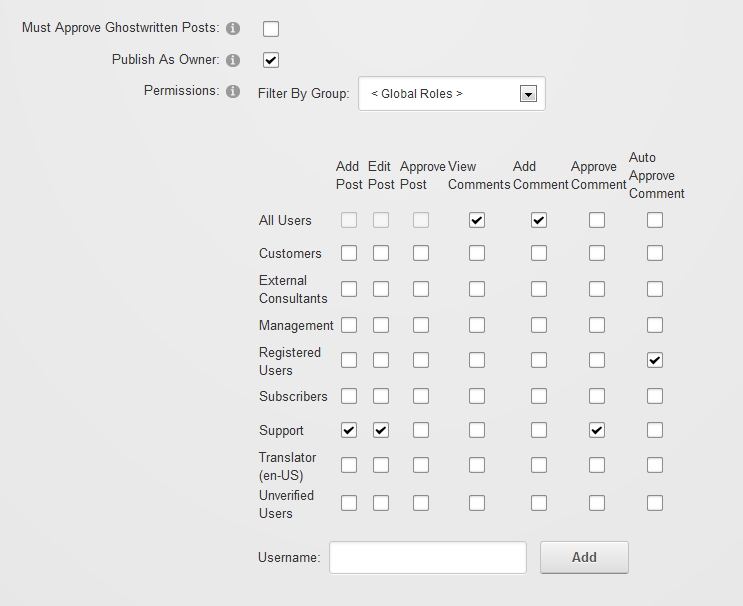 Must Approve Ghostwritten Posts:
Publish As Owner:
Permissions: Filter By Group: < Global Roles >
Add Post Edit Post Approve Post View Comments Add Comment Approve Comment Auto Approve Comment
All Users
Customers
External
Consultants
Management
Registered
Users
Subscribers
Support
Translator
(en-US)
Unverified
Users
Username: Add